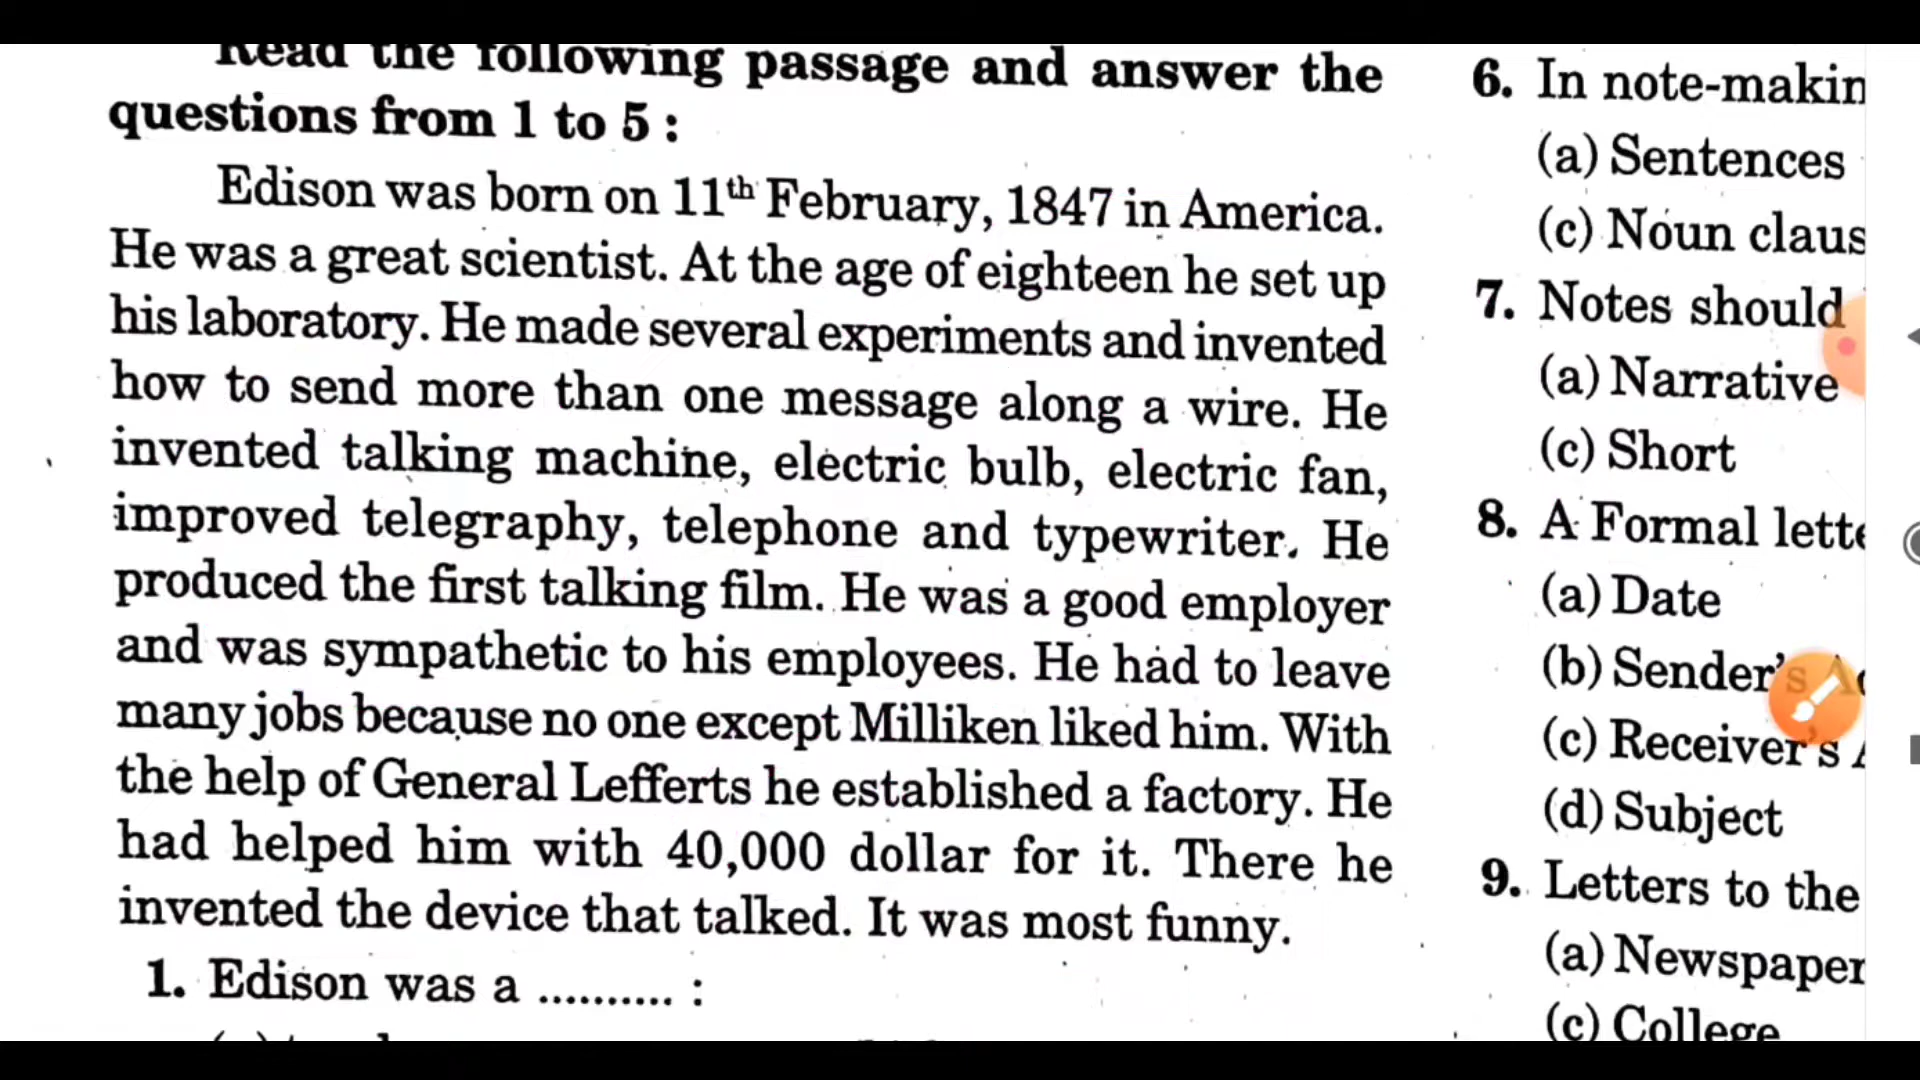 Read the following passage and answer the
questions from 1 to 5 :
Edison was born on 11th February, 1847 in America.
He was a great scientist. At the age of eighteen he set up
his laboratory. He made several experiments and invented
how to send more than one message along a wire. He
invented talking machine, electric bulb, electric fan,
improved telegraphy, telephone and typewriter. He
produced the first talking film. He was a good employer
and was sympathetic to his employees. He had to leave
many jobs because no one except Milliken liked him. With
the help of General Lefferts he established a factory. He
had helped him with 40,000 dollar for it. There he
invented the device that talked. It was most funny.
1. Edison was a .......... :
6. In note-makin
(a) Sentences
(c) Noun claus
7. Notes should
(a) Narrative
(c) Short
8. A Formal lette
(a) Date
(b) Sender's
(c) Receiver's
(d) Subject
9. Letters to the
(a) Newspaper
(c) College